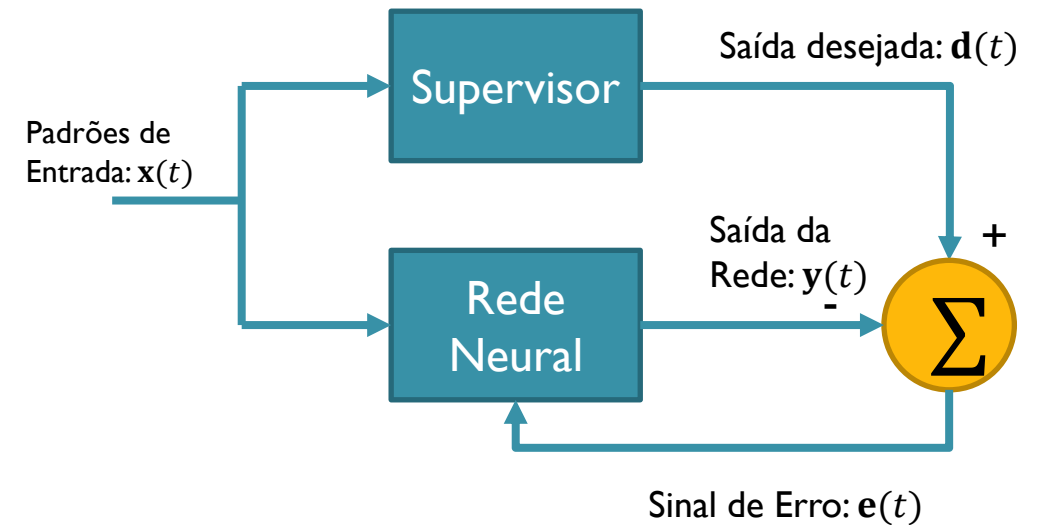 Supervisor
Saída desejada: d(t)
Padrões de
Entrada: x(t)
Saída da
Rede: y(t)
+
-
Rede
Neural
∑
Sinal de Erro: e(t)